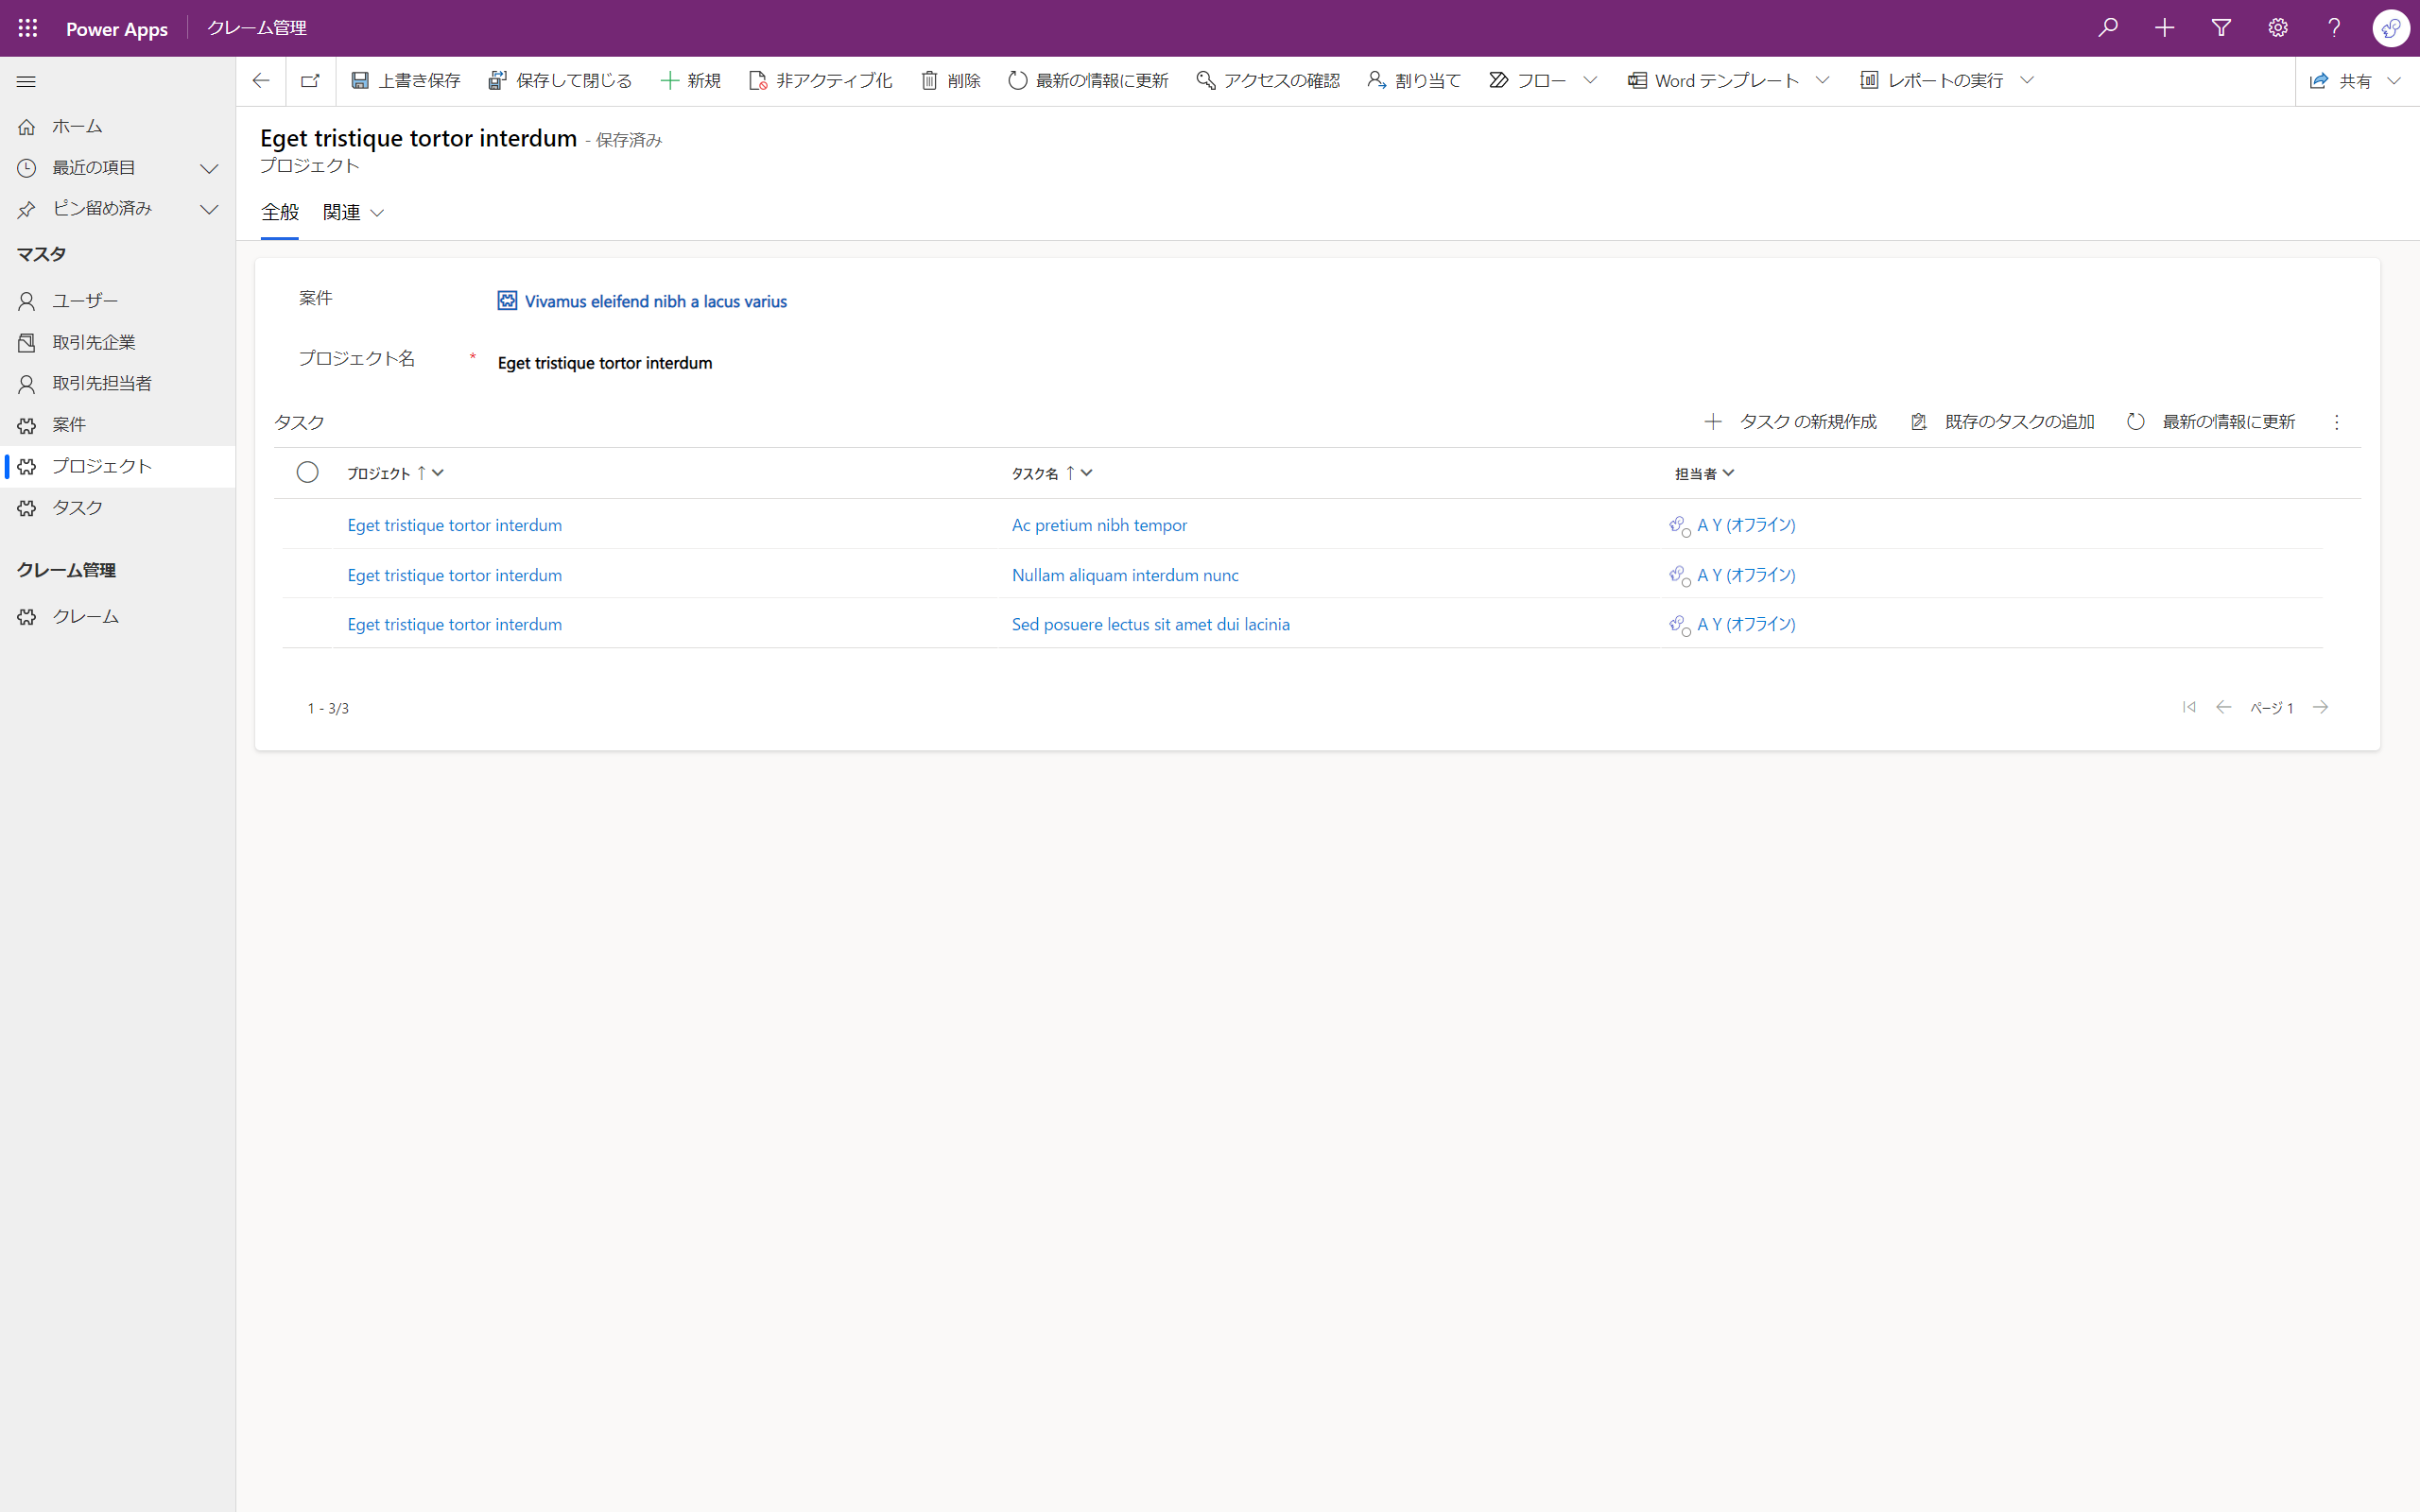 Power Apps クレーム管理
上書き保存 保存して閉じる 新規 非アクティブ化 削除 最新の情報に更新 アクセスの確認 割り当て フロー Word テンプレート レポートの実行 共有
ホーム
最近の項目
ピン留め済み
マスタ
ユーザー
取引先企業
取引先担当者
案件
プロジェクト
タスク
クレーム管理
クレーム
Eget tristique tortor interdum - 保存済み
プロジェクト
全般 関連
案件 Vivamus eleifend nibh a lacus varius
プロジェクト名 * Eget tristique tortor interdum
タスク タスク の新規作成 既存のタスクの追加 最新の情報に更新
プロジェクト ↑ タスク名 ↑ 担当者
Eget tristique tortor interdum Ac pretium nibh tempor A Y (オフライン)
Eget tristique tortor interdum Nullam aliquam interdum nunc A Y (オフライン)
Eget tristique tortor interdum Sed posuere lectus sit amet dui lacinia A Y (オフライン)
1 - 3/3 ページ 1